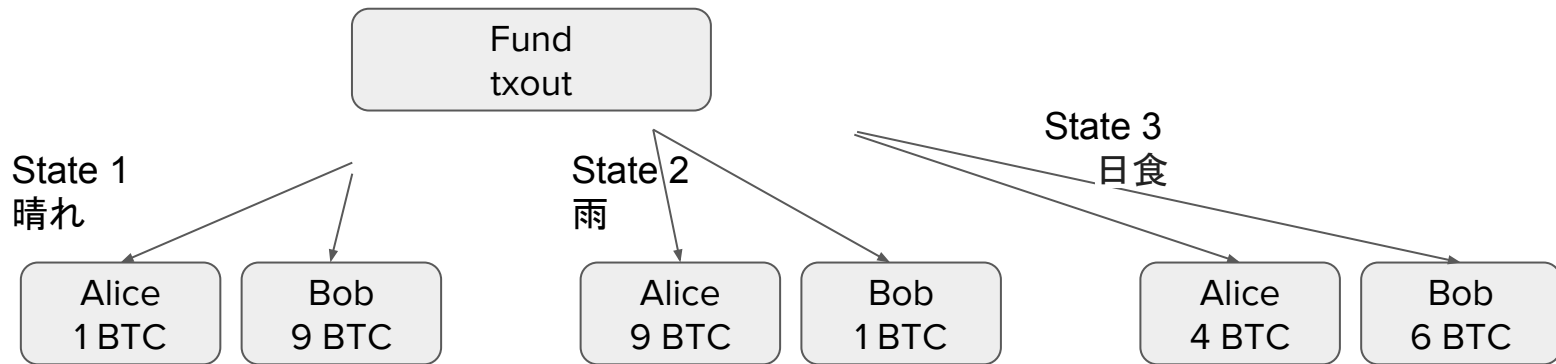 Fund
txout
State 1
晴れ
State 2
雨
State 3
日食
Alice
1 BTC
Bob
9 BTC
Alice
9 BTC
Bob
1 BTC
Alice
4 BTC
Bob
6 BTC